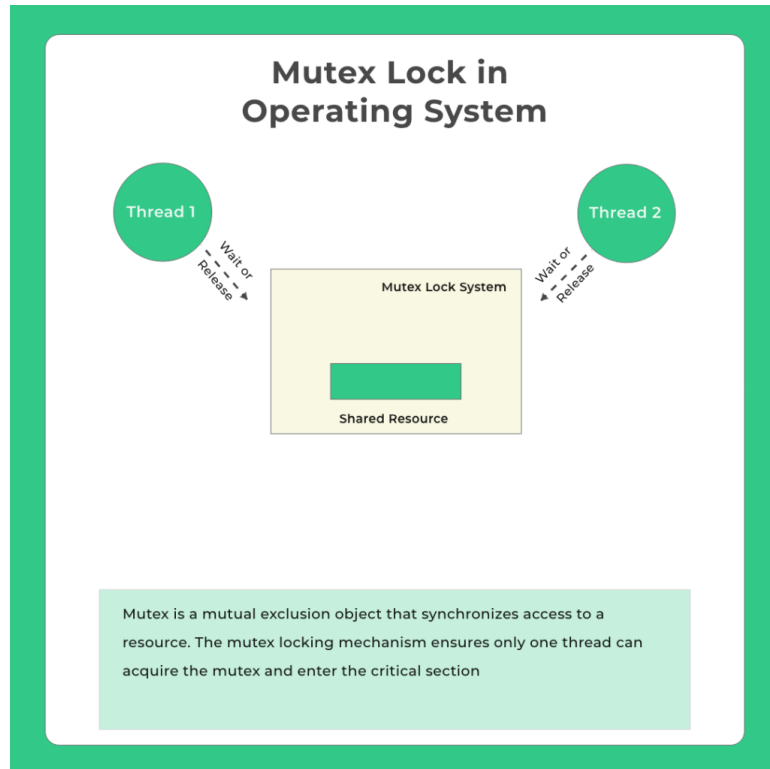 Mutex Lock in
Operating System
Thread 1
Thread 2
Wait or
Release
Wait or
Release
Mutex Lock System
Shared Resource
Mutex is a mutual exclusion object that synchronizes access to a
resource. The mutex locking mechanism ensures only one thread can
acquire the mutex and enter the critical section